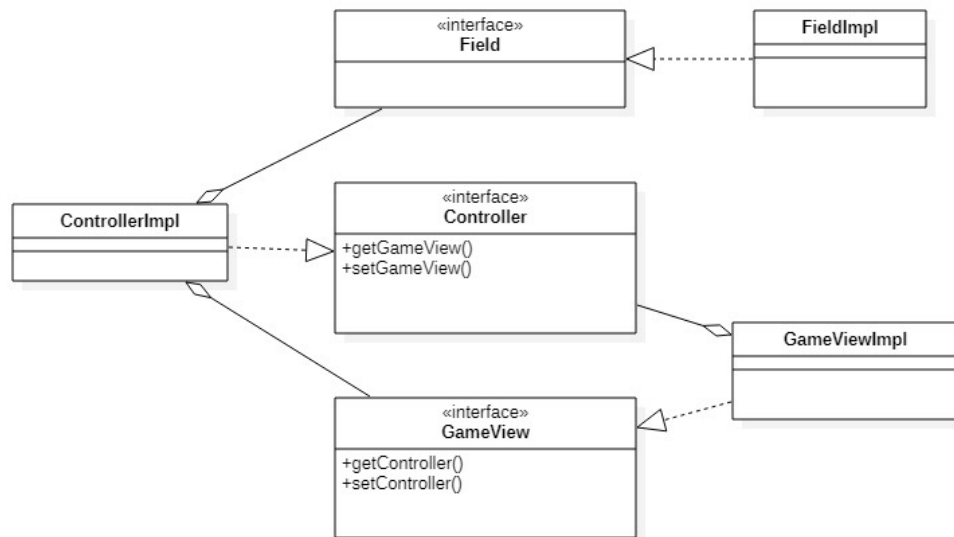 «interface»
Field
FieldImpl
ControllerImpl
«interface»
Controller
+getGameView()
+setGameView()
GameViewImpl
«interface»
GameView
+getController()
+setController()